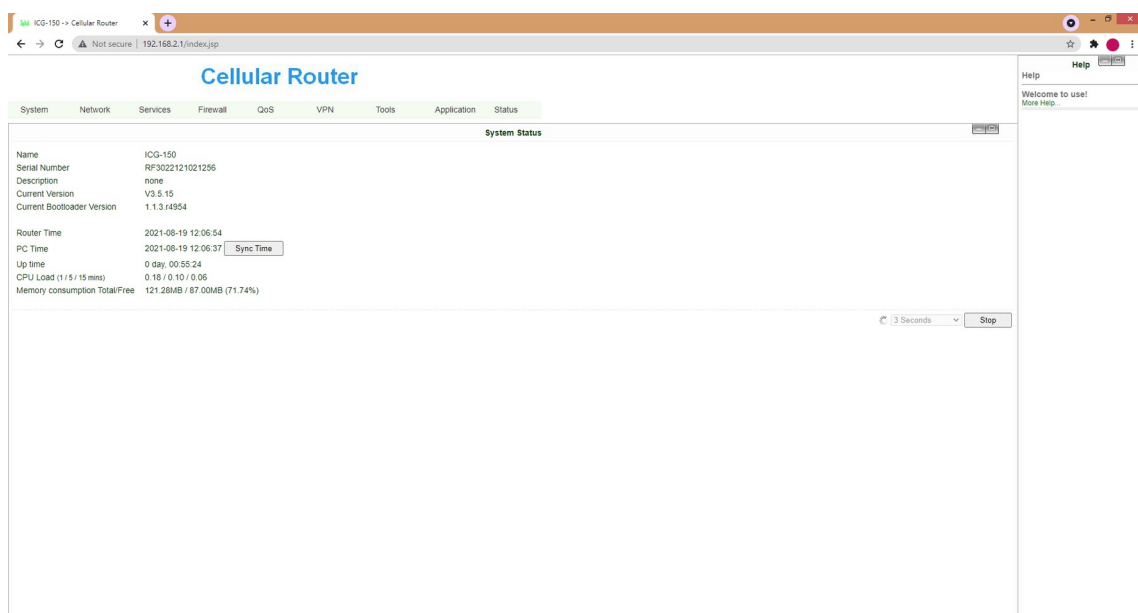 ICG-150 -> Cellular Router
Not secure | 192.168.2.1/index.jsp
Cellular Router
System Network Services Firewall QoS VPN Tools Application Status
System Status
Name ICG-150
Serial Number RF3022121021256
Description none
Current Version V3.5.15
Current Bootloader Version 1.1.3.r4954
Router Time 2021-08-19 12:06:54
PC Time 2021-08-19 12:06:37 Sync Time
Up time 0 day, 00:55:24
CPU Load (1 / 5 / 15 mins) 0.18 / 0.10 / 0.06
Memory consumption Total/Free 121.28MB / 87.00MB (71.74%)
3 Seconds Stop
Help
Help
Welcome to use!
More Help...